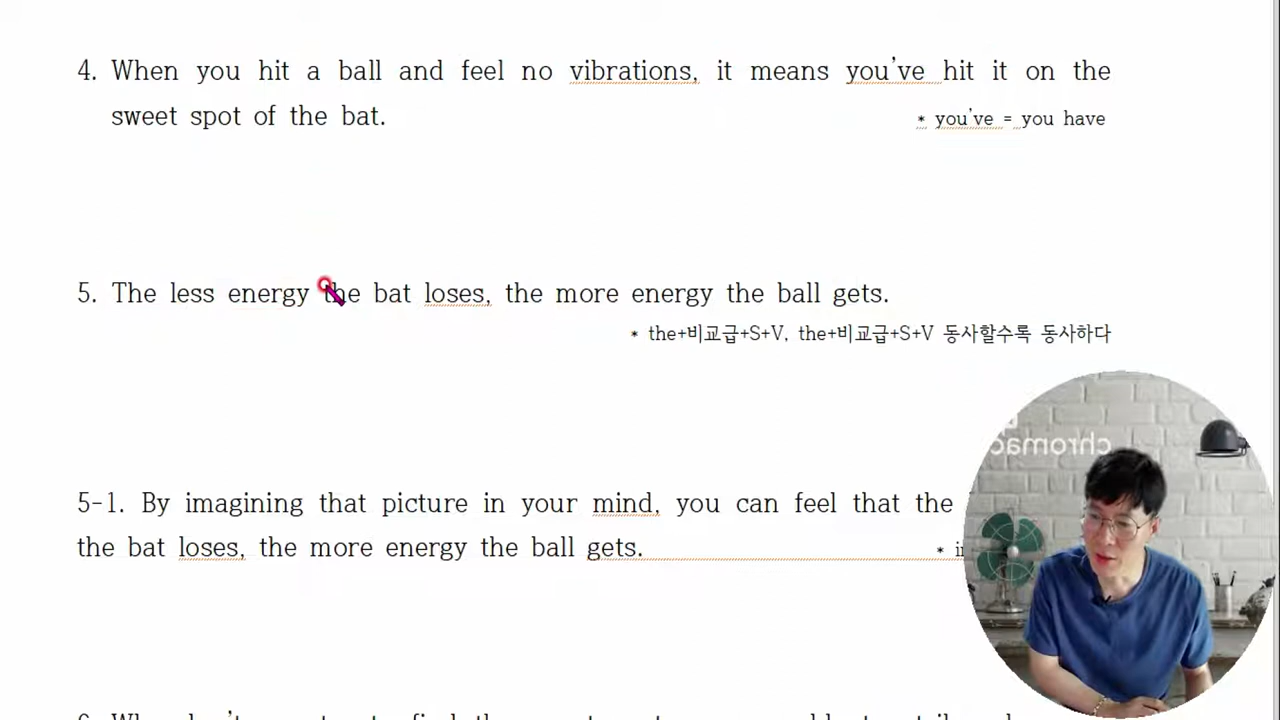 4. When you hit a ball and feel no vibrations, it means you've hit it on the
sweet spot of the bat.
* you've = you have
5. The less energy the bat loses, the more energy the ball gets.
* the+비교급+S+V, the+비교급+S+V 동사할수록 동사하다
5-1. By imagining that picture in your mind, you can feel that the
the bat loses, the more energy the ball gets.
*
chromac